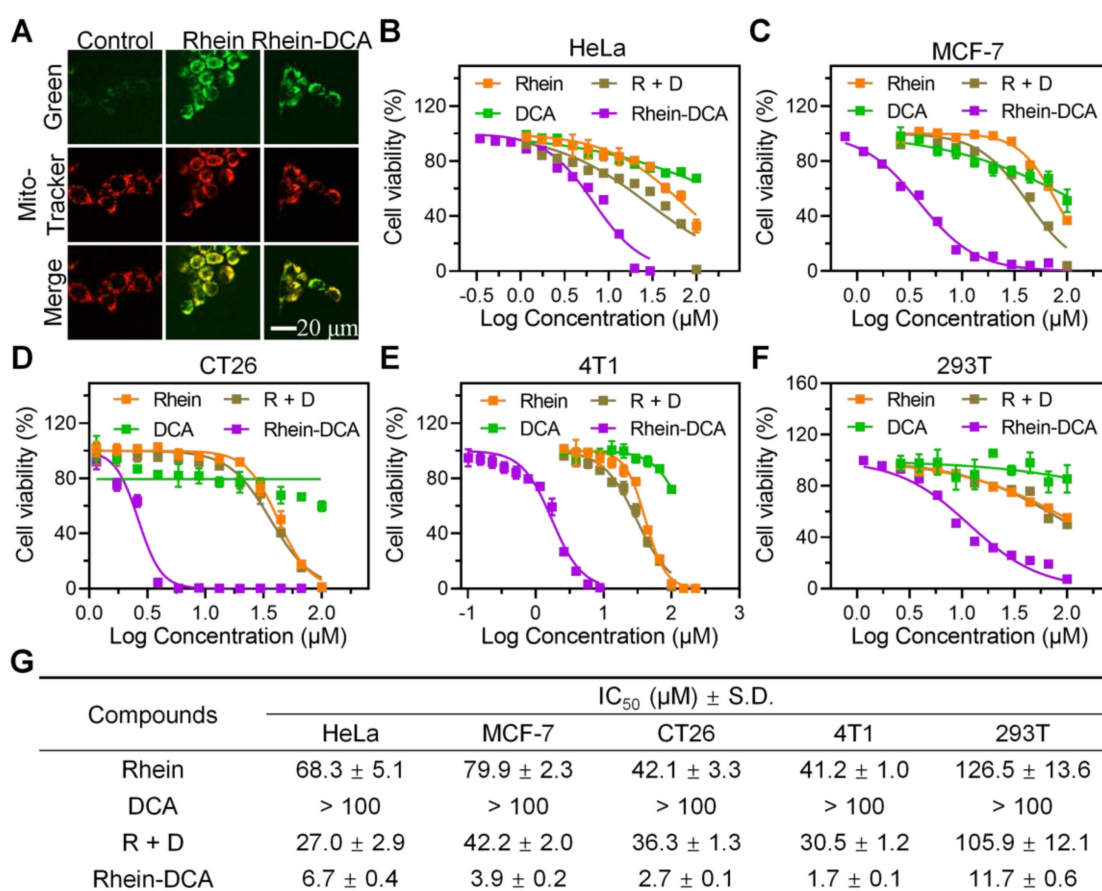 A
Control Rhein Rhein-DCA
Green
Mito-
Tracker
Merge
20 μm
B
HeLa
Rhein R + D
DCA Rhein-DCA
Cell viability (%)
120
80
40
0
-0.5 0.0 0.5 1.0 1.5 2.0
Log Concentration (μM)
C
MCF-7
Rhein R + D
DCA Rhein-DCA
Cell viability (%)
120
80
40
0
0.0 0.5 1.0 1.5 2.0
Log Concentration (μM)
D
CT26
Rhein R + D
DCA Rhein-DCA
Cell viability (%)
120
80
40
0
0.0 0.5 1.0 1.5 2.0
Log Concentration (μM)
E
4T1
Rhein R + D
DCA Rhein-DCA
Cell viability (%)
120
80
40
0
-1 0 1 2 3
Log Concentration (μM)
F
293T
Rhein R + D
DCA Rhein-DCA
Cell viability (%)
160
120
80
40
0
0.0 0.5 1.0 1.5 2.0
Log Concentration (μM)
G
Compounds
IC₅₀ (μM) ± S.D.
HeLa MCF-7 CT26 4T1 293T
Rhein 68.3 ± 5.1 79.9 ± 2.3 42.1 ± 3.3 41.2 ± 1.0 126.5 ± 13.6
DCA > 100 > 100 > 100 > 100 > 100
R + D 27.0 ± 2.9 42.2 ± 2.0 36.3 ± 1.3 30.5 ± 1.2 105.9 ± 12.1
Rhein-DCA 6.7 ± 0.4 3.9 ± 0.2 2.7 ± 0.1 1.7 ± 0.1 11.7 ± 0.6